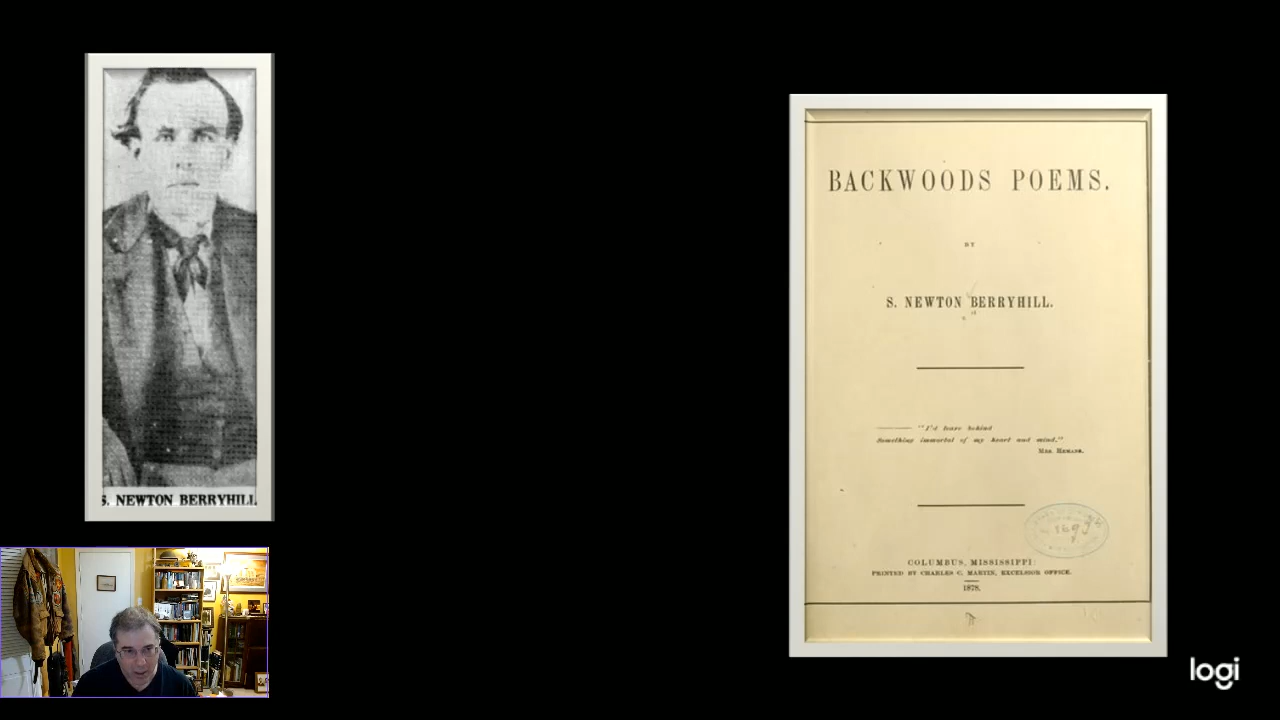 S. NEWTON BERRYHILL.
BACKWOODS POEMS.
BY
S. NEWTON BERRYHILL.
"I'd leave behind
Something immortal of my heart and mind."
MRS. HEMANS.
COLUMBUS, MISSISSIPPI:
PRINTED BY CHARLES C. MARTIN, EXCELSIOR OFFICE.
1878.
logi